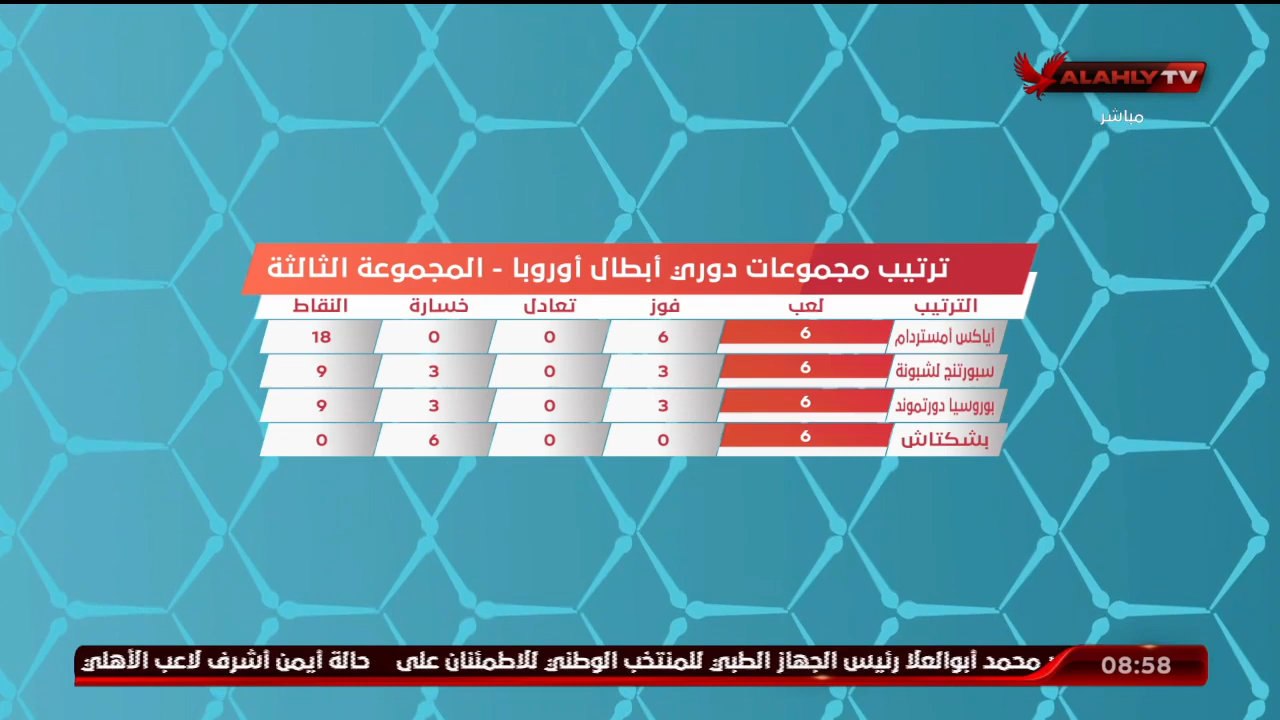 ALAHLY TV
مباشر
ترتيب مجموعات دوري أبطال أوروبا - المجموعة الثالثة
الترتيب لعب فوز تعادل خسارة النقاط
أياكس أمستردام 6 6 0 0 18
سبورتنج لشبونة 6 3 0 3 9
بوروسيا دورتموند 6 3 0 3 9
بشكتاش 6 0 0 6 0
08:58
محمد أبوالعلا رئيس الجهاز الطبي للمنتخب الوطني للاطمئنان على حالة أيمن أشرف لاعب الأهلي